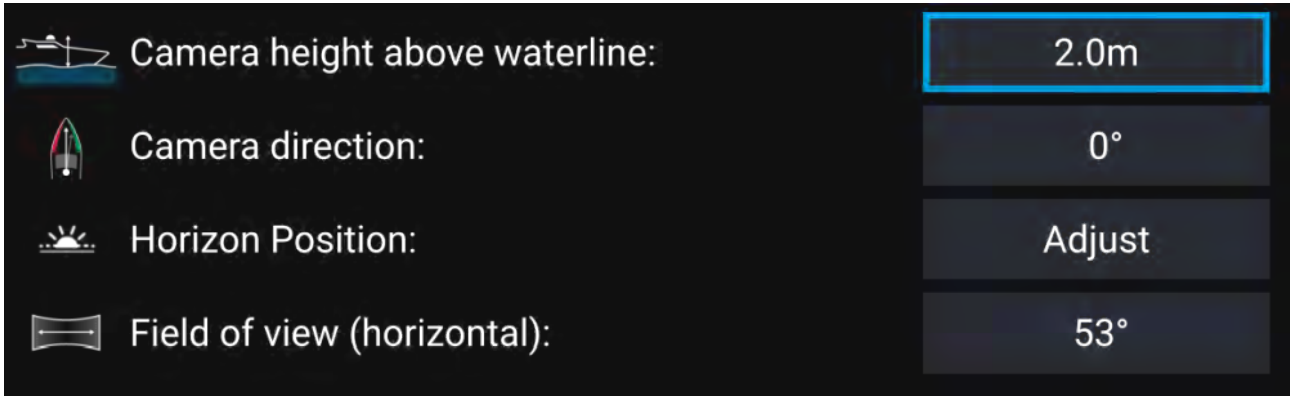 Camera height above waterline: 2.0m
Camera direction: 0°
Horizon Position: Adjust
Field of view (horizontal): 53°